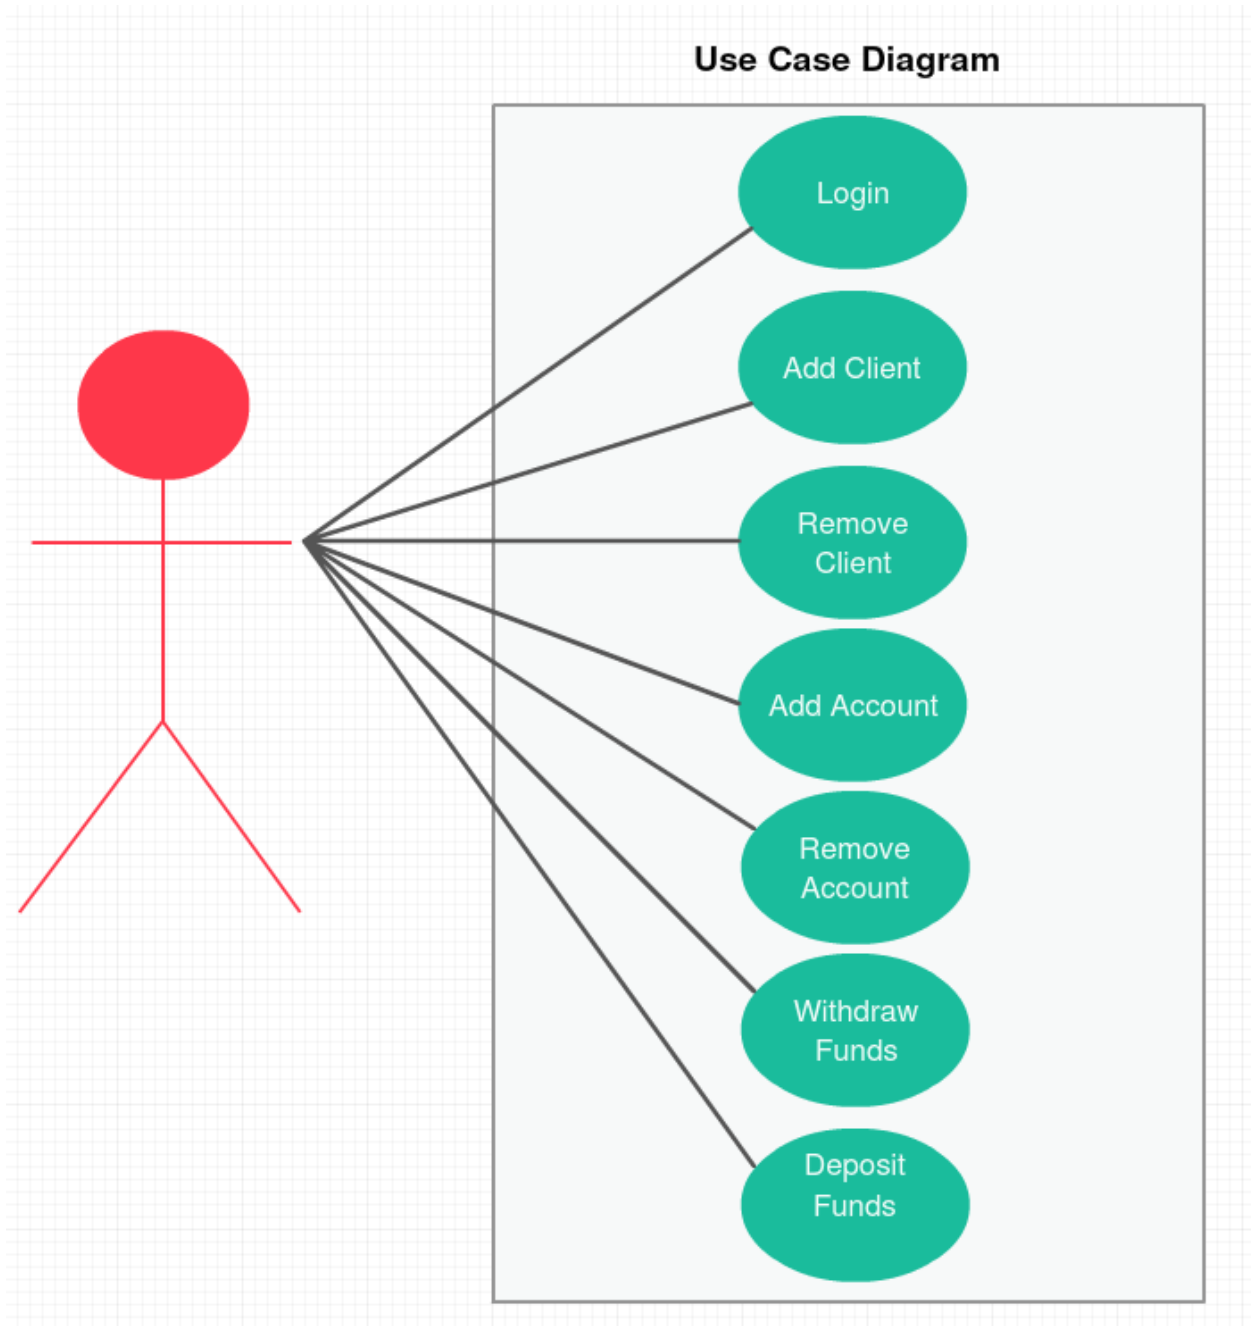 Use Case Diagram
Login
Add Client
Remove
Client
Add Account
Remove
Account
Withdraw
Funds
Deposit
Funds